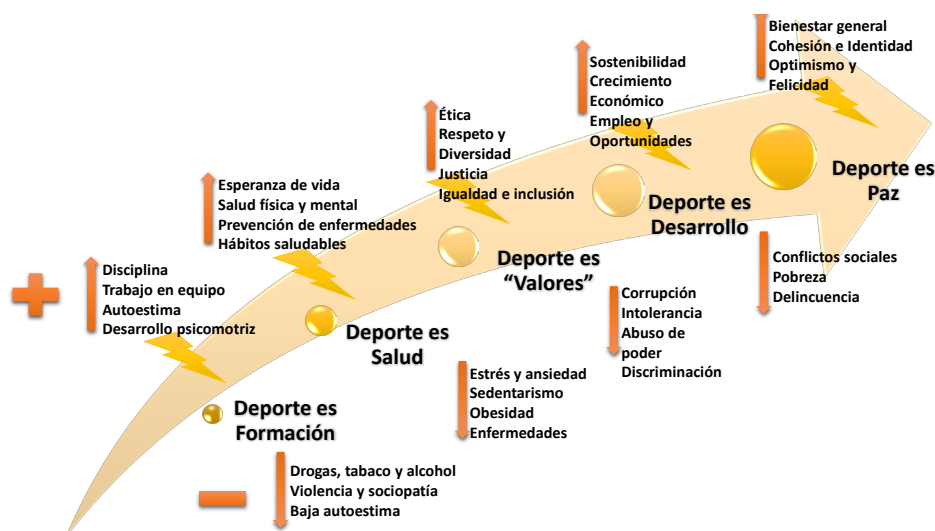 Bienestar general
Cohesión e Identidad
Optimismo y
Felicidad
Sostenibilidad
Crecimiento
Económico
Empleo y
Oportunidades
Ética
Respeto y
Diversidad
Justicia
Igualdad e inclusión
Esperanza de vida
Salud física y mental
Prevención de enfermedades
Hábitos saludables
Disciplina
Trabajo en equipo
Autoestima
Desarrollo psicomotriz
Deporte es
Formación
Deporte es
Salud
Deporte es
“Valores”
Deporte es
Desarrollo
Deporte es
Paz
Drogas, tabaco y alcohol
Violencia y sociopatía
Baja autoestima
Estrés y ansiedad
Sedentarismo
Obesidad
Enfermedades
Corrupción
Intolerancia
Abuso de
poder
Discriminación
Conflictos sociales
Pobreza
Delincuencia